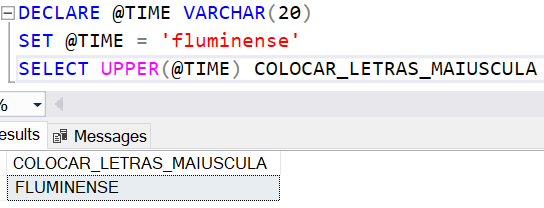 DECLARE @TIME VARCHAR(20)
SET @TIME = 'fluminense'
SELECT UPPER(@TIME) COLOCAR_LETRAS_MAIUSCULA
%
esults Messages
COLOCAR_LETRAS_MAIUSCULA
FLUMINENSE